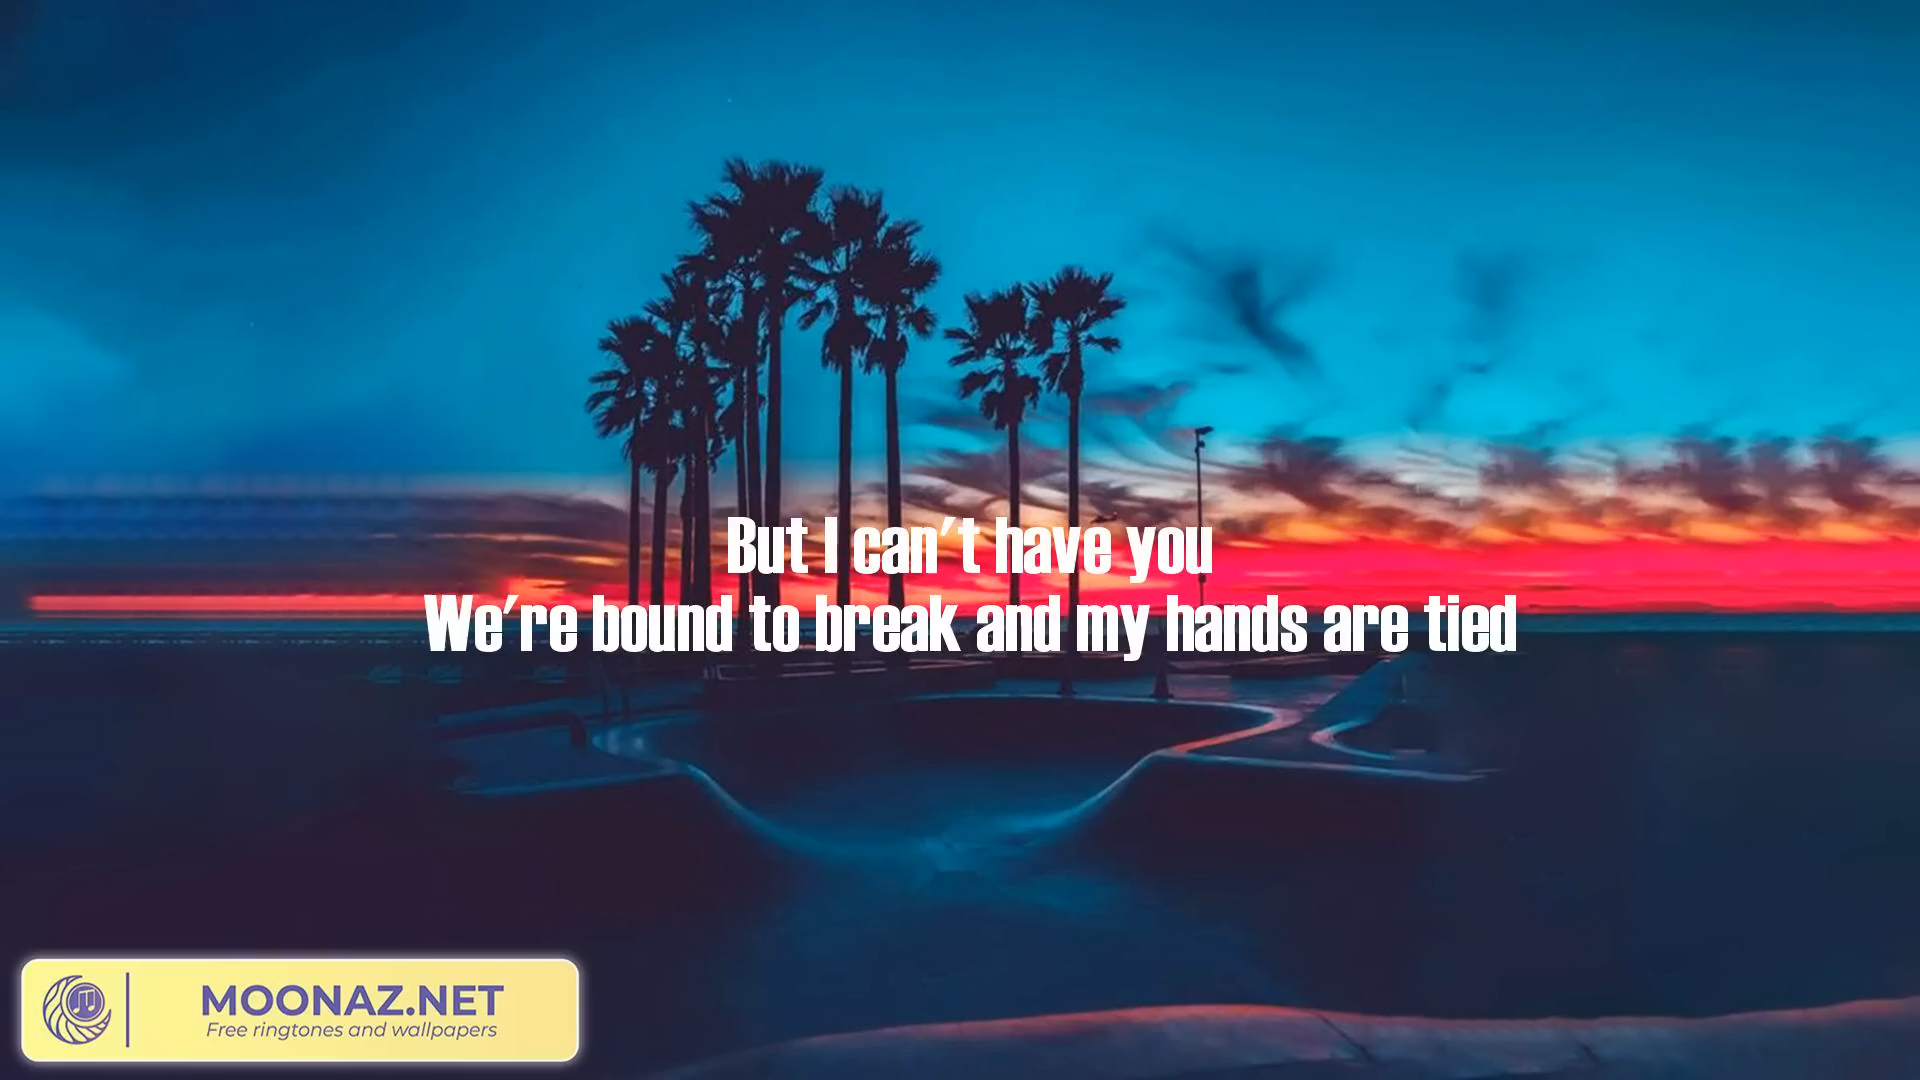 But I can't have you
We're bound to break and my hands are tied
MOONAZ.NET
Free ringtones and wallpapers